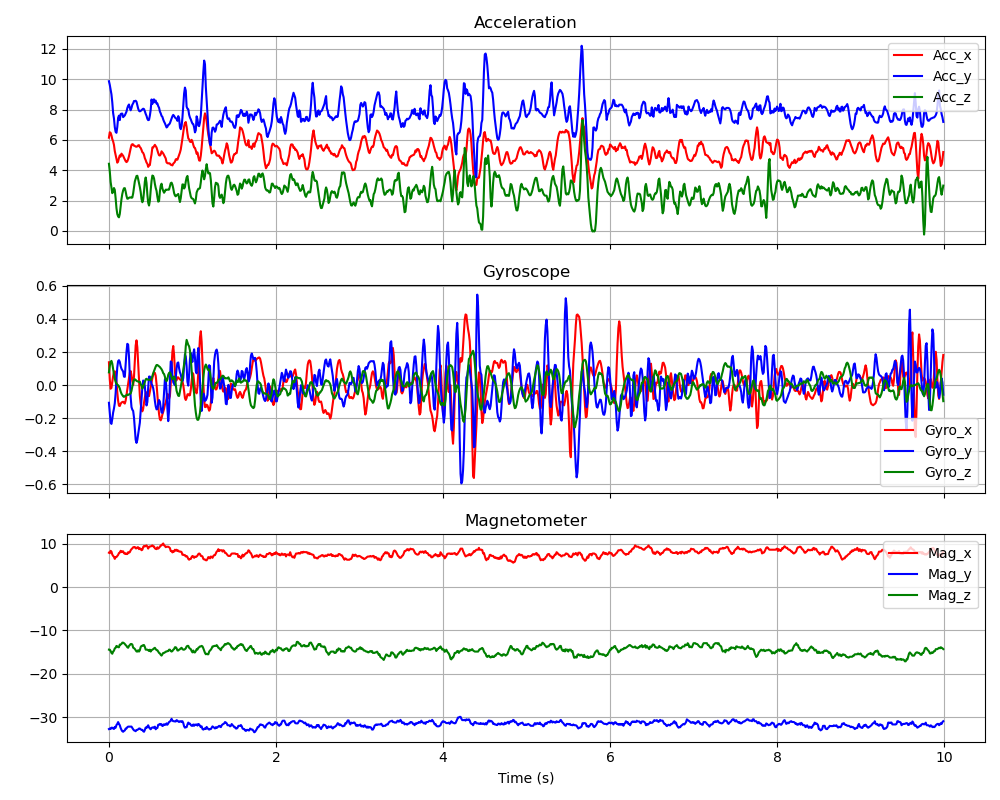 Acceleration
12
10
8
6
4
2
0
Acc_x
Acc_y
Acc_z
Gyroscope
0.6
0.4
0.2
0.0
−0.2
−0.4
−0.6
Gyro_x
Gyro_y
Gyro_z
Magnetometer
10
0
−10
−20
−30
Mag_x
Mag_y
Mag_z
0 2 4 6 8 10
Time (s)